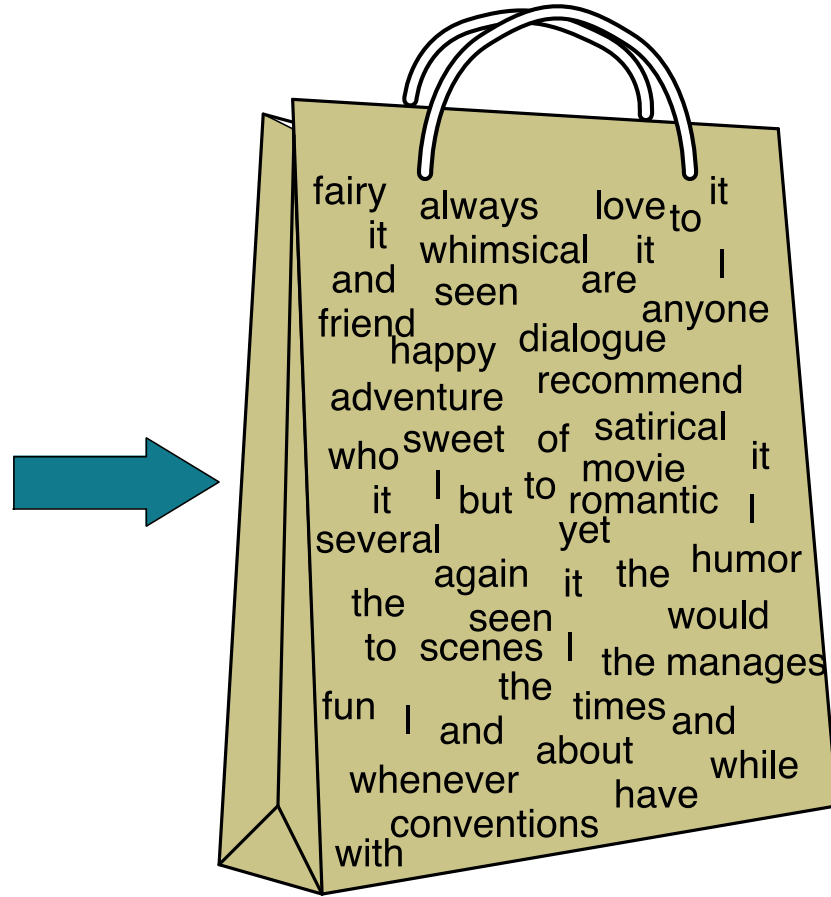 fairy always love to it
it whimsical it I
and seen are anyone
friend happy dialogue
adventure recommend
who sweet of satirical it
it I but to movie romantic I
several yet
again it the humor
the seen would
to scenes I the manages
fun I and the times and
about while
whenever have
conventions
with